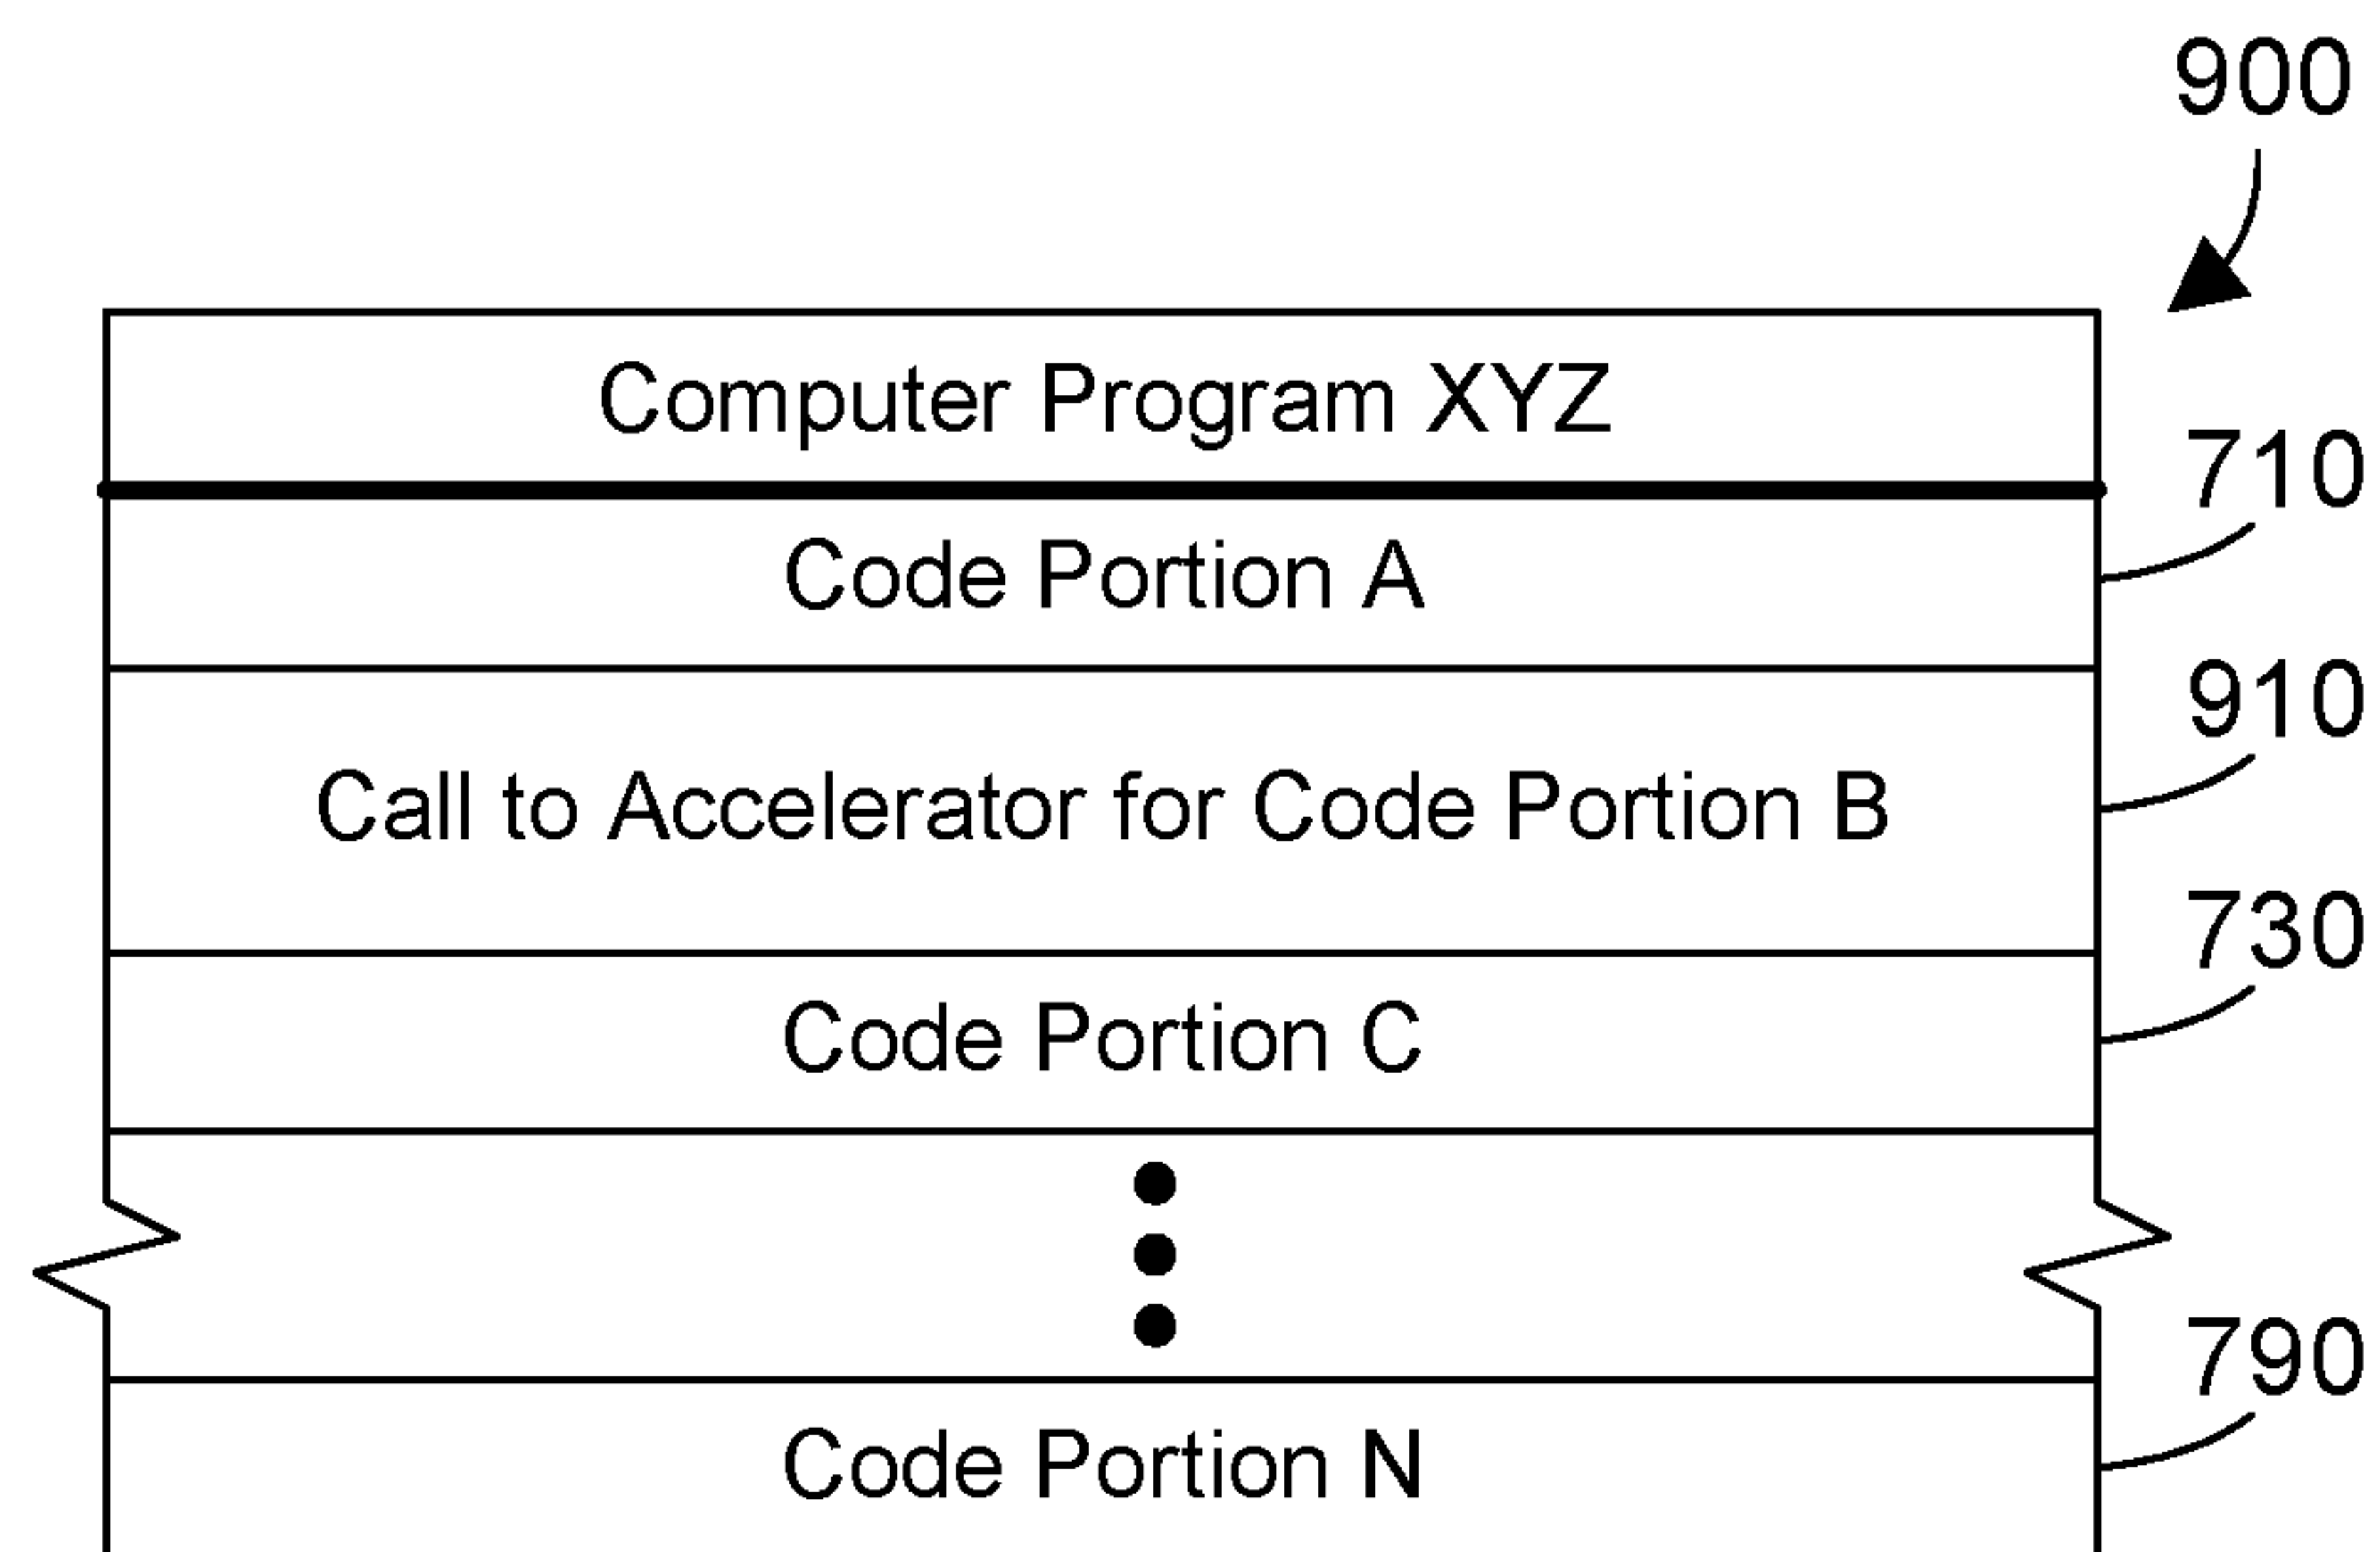 900
Computer Program XYZ
710
Code Portion A
910
Call to Accelerator for Code Portion B
730
Code Portion C
790
Code Portion N